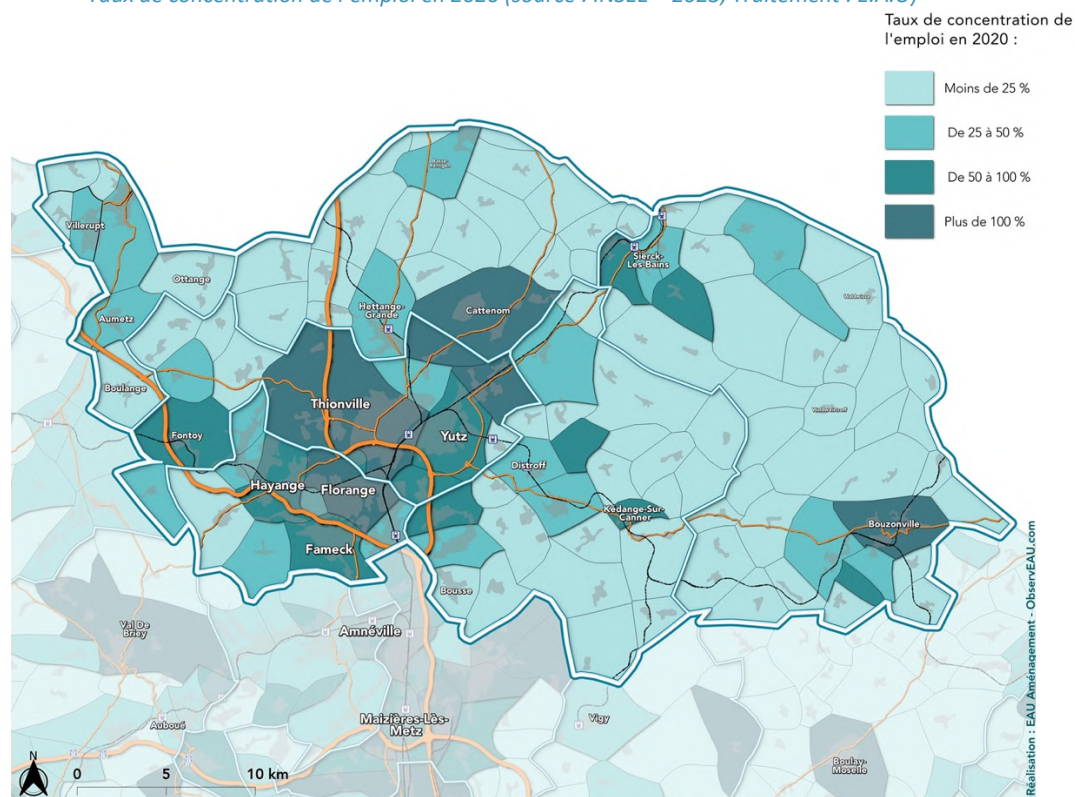 Taux de concentration de l'emploi en 2020 (source : INSEE – 2023, Traitement : E.A.U)
Taux de concentration de
l'emploi en 2020 :
Moins de 25 %
De 25 à 50 %
De 50 à 100 %
Plus de 100 %
Villerupt
Ottange
Aumetz
Hettange-
Grande
Cattenom
Sierck-
Les Bains
Waldwisse
Boulange
Thionville
Yutz
Fontoy
Distroff
Hayange
Florange
Kédange-Sur-
Canner
Bouzonville
Fameck
Bousse
Val De
Briey
Amnéville
Auboué
Maizières-Lès-
Metz
Vigy
Boulay-
Moselle
N
0 5 10 km
Réalisation : EAU Aménagement - ObservEAU.com